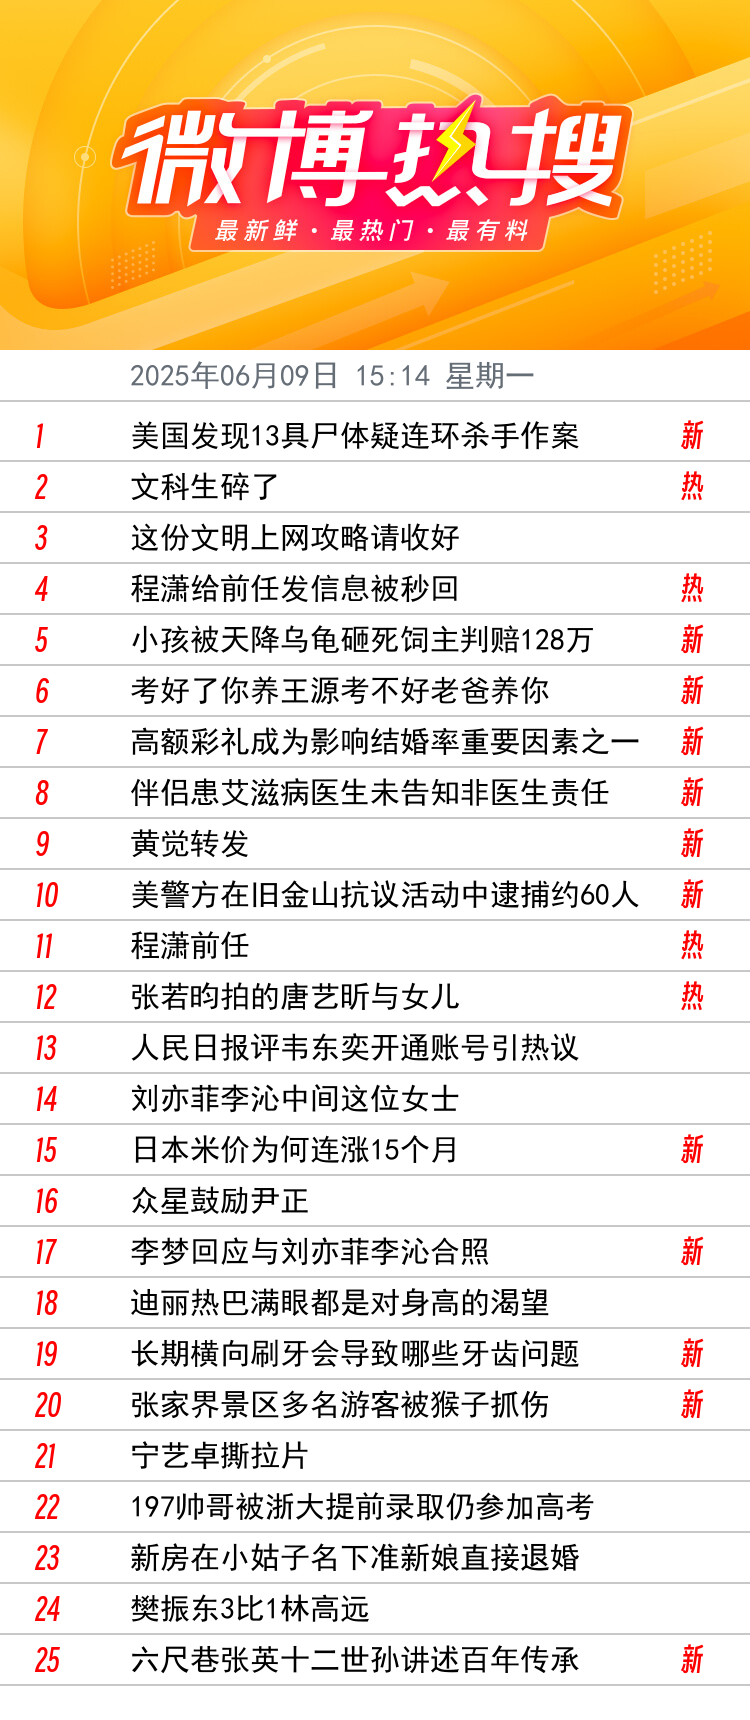 微博热搜
最新鲜·最热门·最有料
2025年06月09日 15:14 星期一
1 美国发现13具尸体疑连环杀手作案 新
2 文科生碎了 热
3 这份文明上网攻略请收好
4 程潇给前任发信息被秒回 热
5 小孩被天降乌龟砸死饲主判赔128万 新
6 考好了你养王源考不好老爸养你 新
7 高额彩礼成为影响结婚率重要因素之一 新
8 伴侣患艾滋病医生未告知非医生责任 新
9 黄觉转发 新
10 美警方在旧金山抗议活动中逮捕约60人 新
11 程潇前任 热
12 张若昀拍的唐艺昕与女儿 热
13 人民日报评韦东奕开通账号引热议
14 刘亦菲李沁中间这位女士
15 日本米价为何连涨15个月 新
16 众星鼓励尹正
17 李梦回应与刘亦菲李沁合照 新
18 迪丽热巴满眼都是对身高的渴望
19 长期横向刷牙会导致哪些牙齿问题 新
20 张家界景区多名游客被猴子抓伤 新
21 宁艺卓撕拉片
22 197帅哥被浙大提前录取仍参加高考
23 新房在小姑子名下准新娘直接退婚
24 樊振东3比1林高远
25 六尺巷张英十二世孙讲述百年传承 新